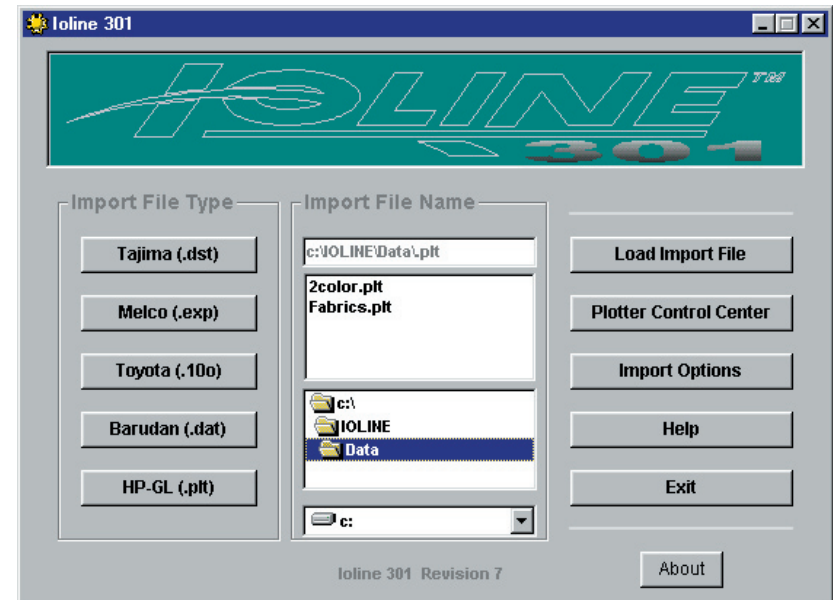 Ioline 301
IOLINE TM
301
Import File Type
Tajima (.dst)
Melco (.exp)
Toyota (.10o)
Barudan (.dat)
HP-GL (.plt)
Import File Name
c:\IOLINE\Data\.plt
2color.plt
Fabrics.plt
c:\
IOLINE
Data
c:
Load Import File
Plotter Control Center
Import Options
Help
Exit
Ioline 301 Revision 7
About